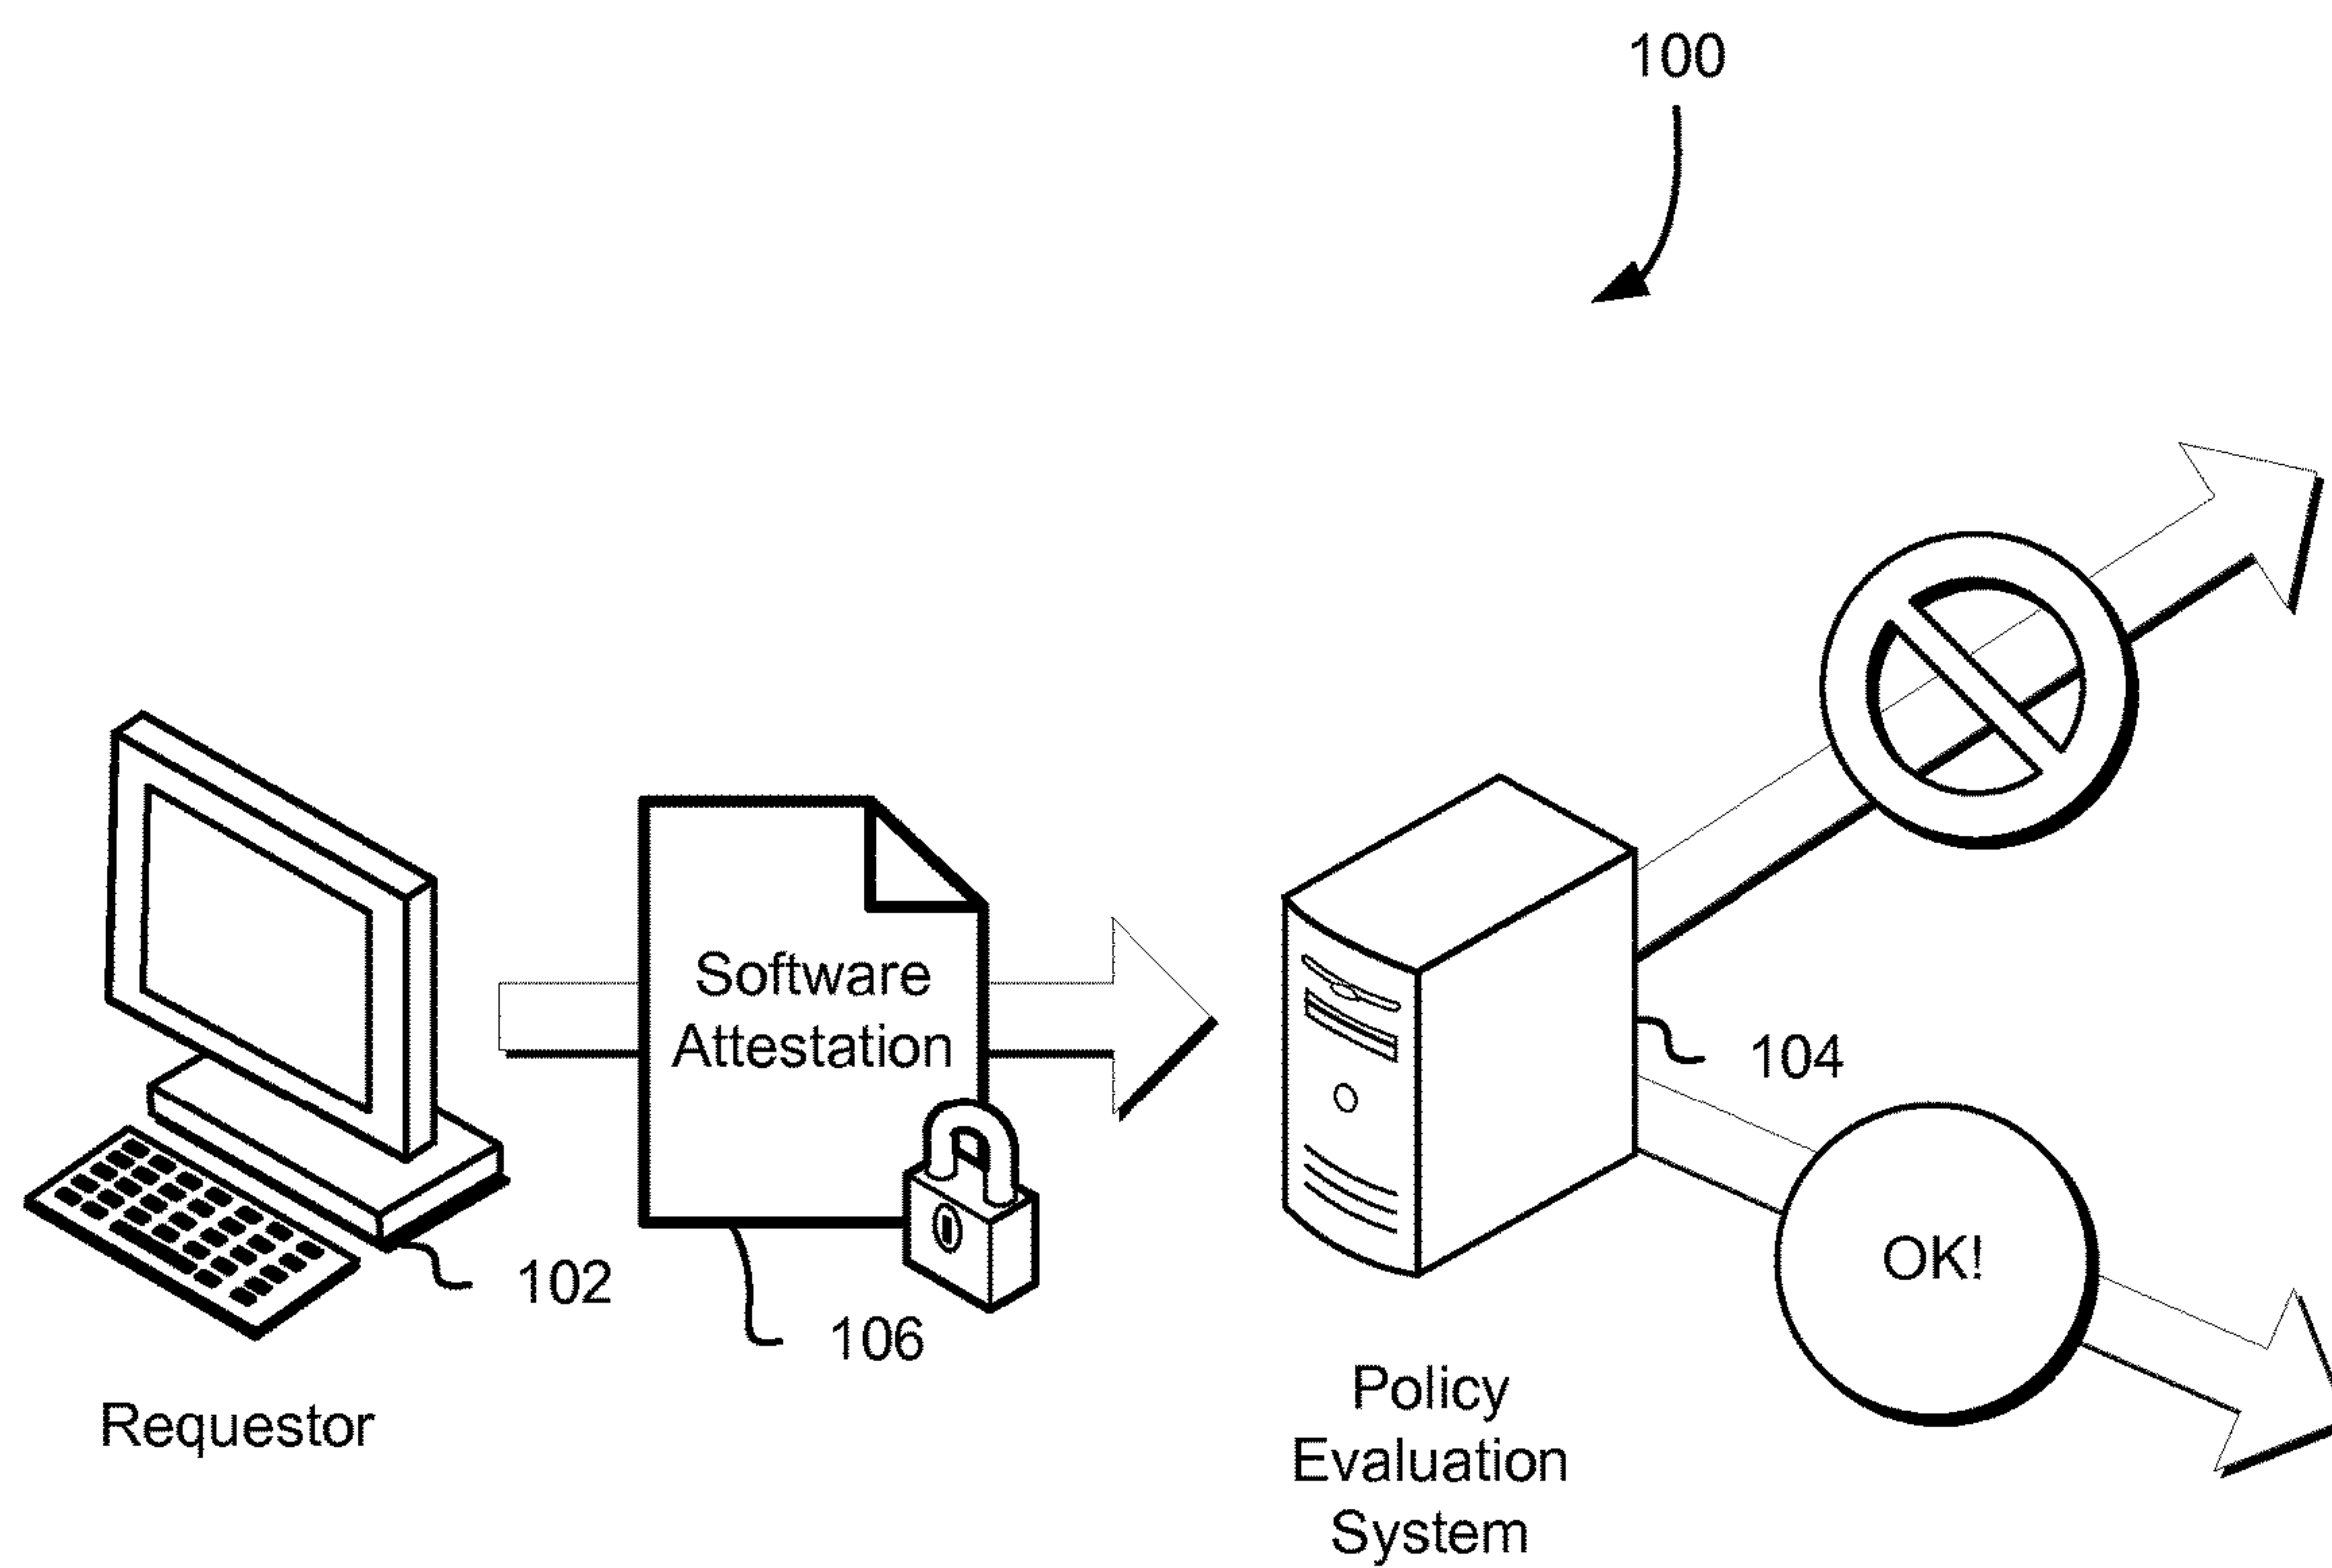 100
Software
Attestation
104
OK!
102
106
Requestor
Policy
Evaluation
System